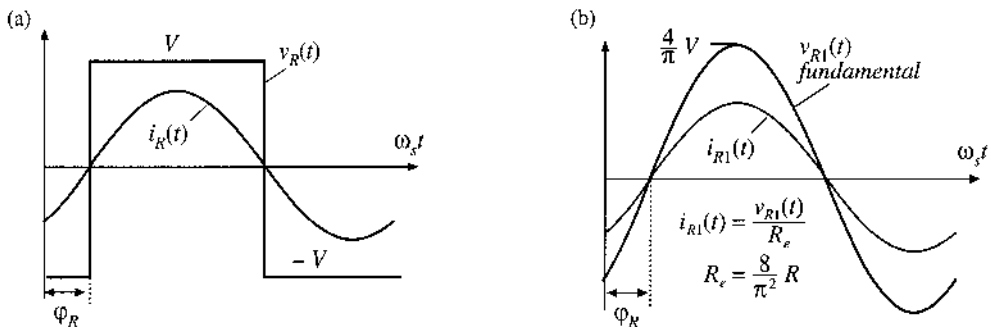 (a)
V
v_R(t)
i_R(t)
ω_s t
– V
φ_R
(b)
4/π V
v_R1(t)
fundamental
i_R1(t)
ω_s t
i_R1(t) = v_R1(t)/R_e
R_e = 8/π² R
φ_R